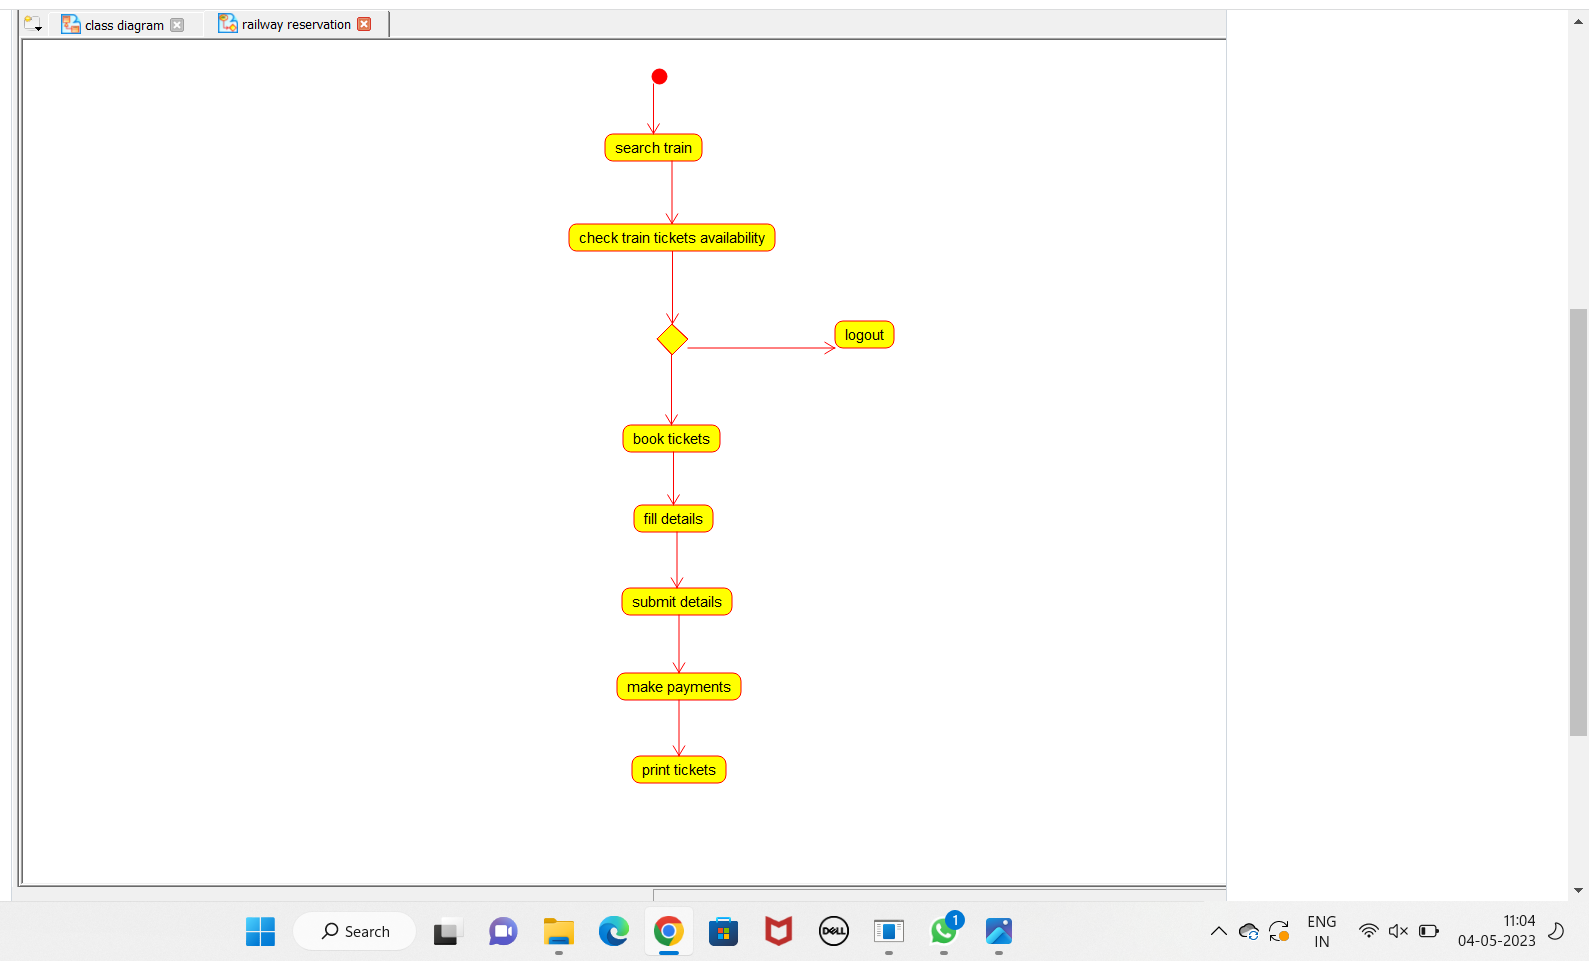 class diagram
railway reservation
search train
check train tickets availability
logout
book tickets
fill details
submit details
make payments
print tickets
Search
DELL
1
ENG
IN
11:04
04-05-2023